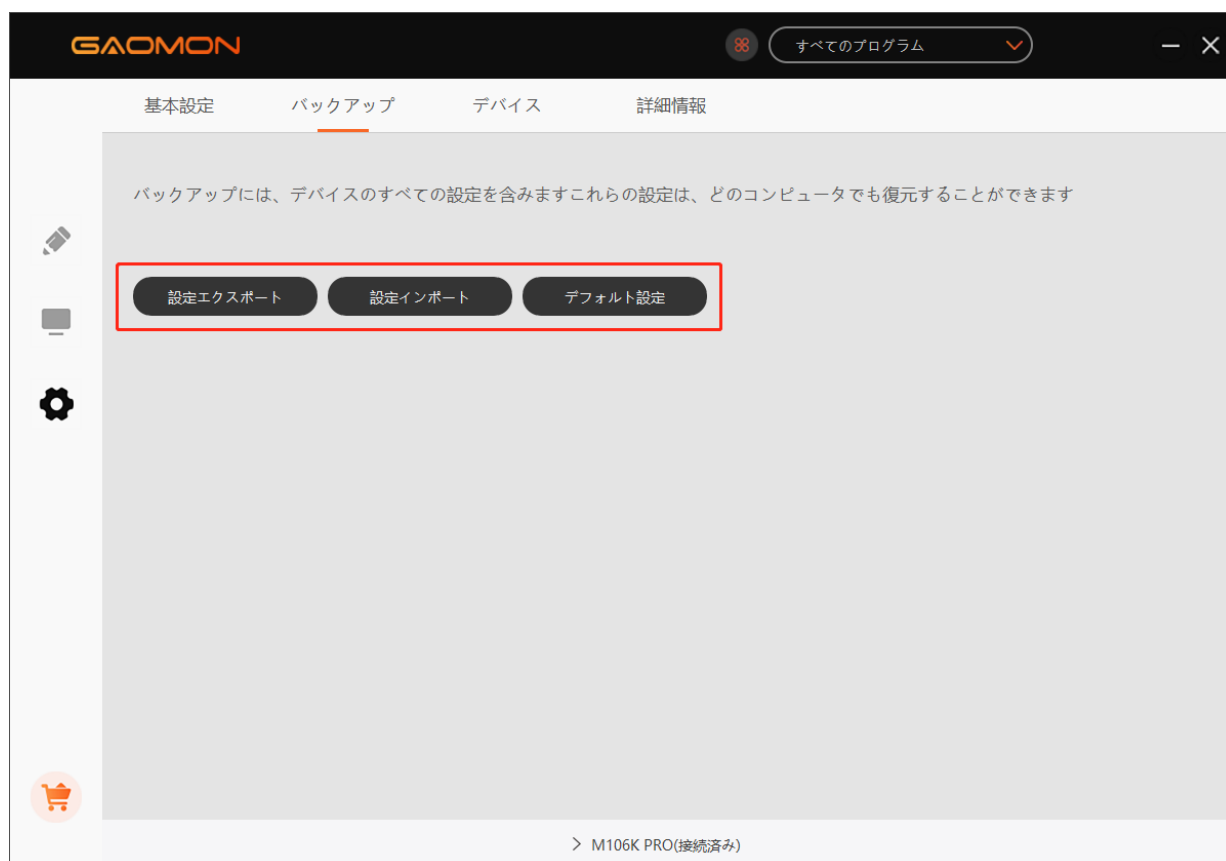 GAOMON
すべてのプログラム
基本設定 バックアップ デバイス 詳細情報
バックアップには、デバイスのすべての設定を含みますこれらの設定は、どのコンピュータでも復元することができます
設定エクスポート 設定インポート デフォルト設定
M106K PRO(接続済み)